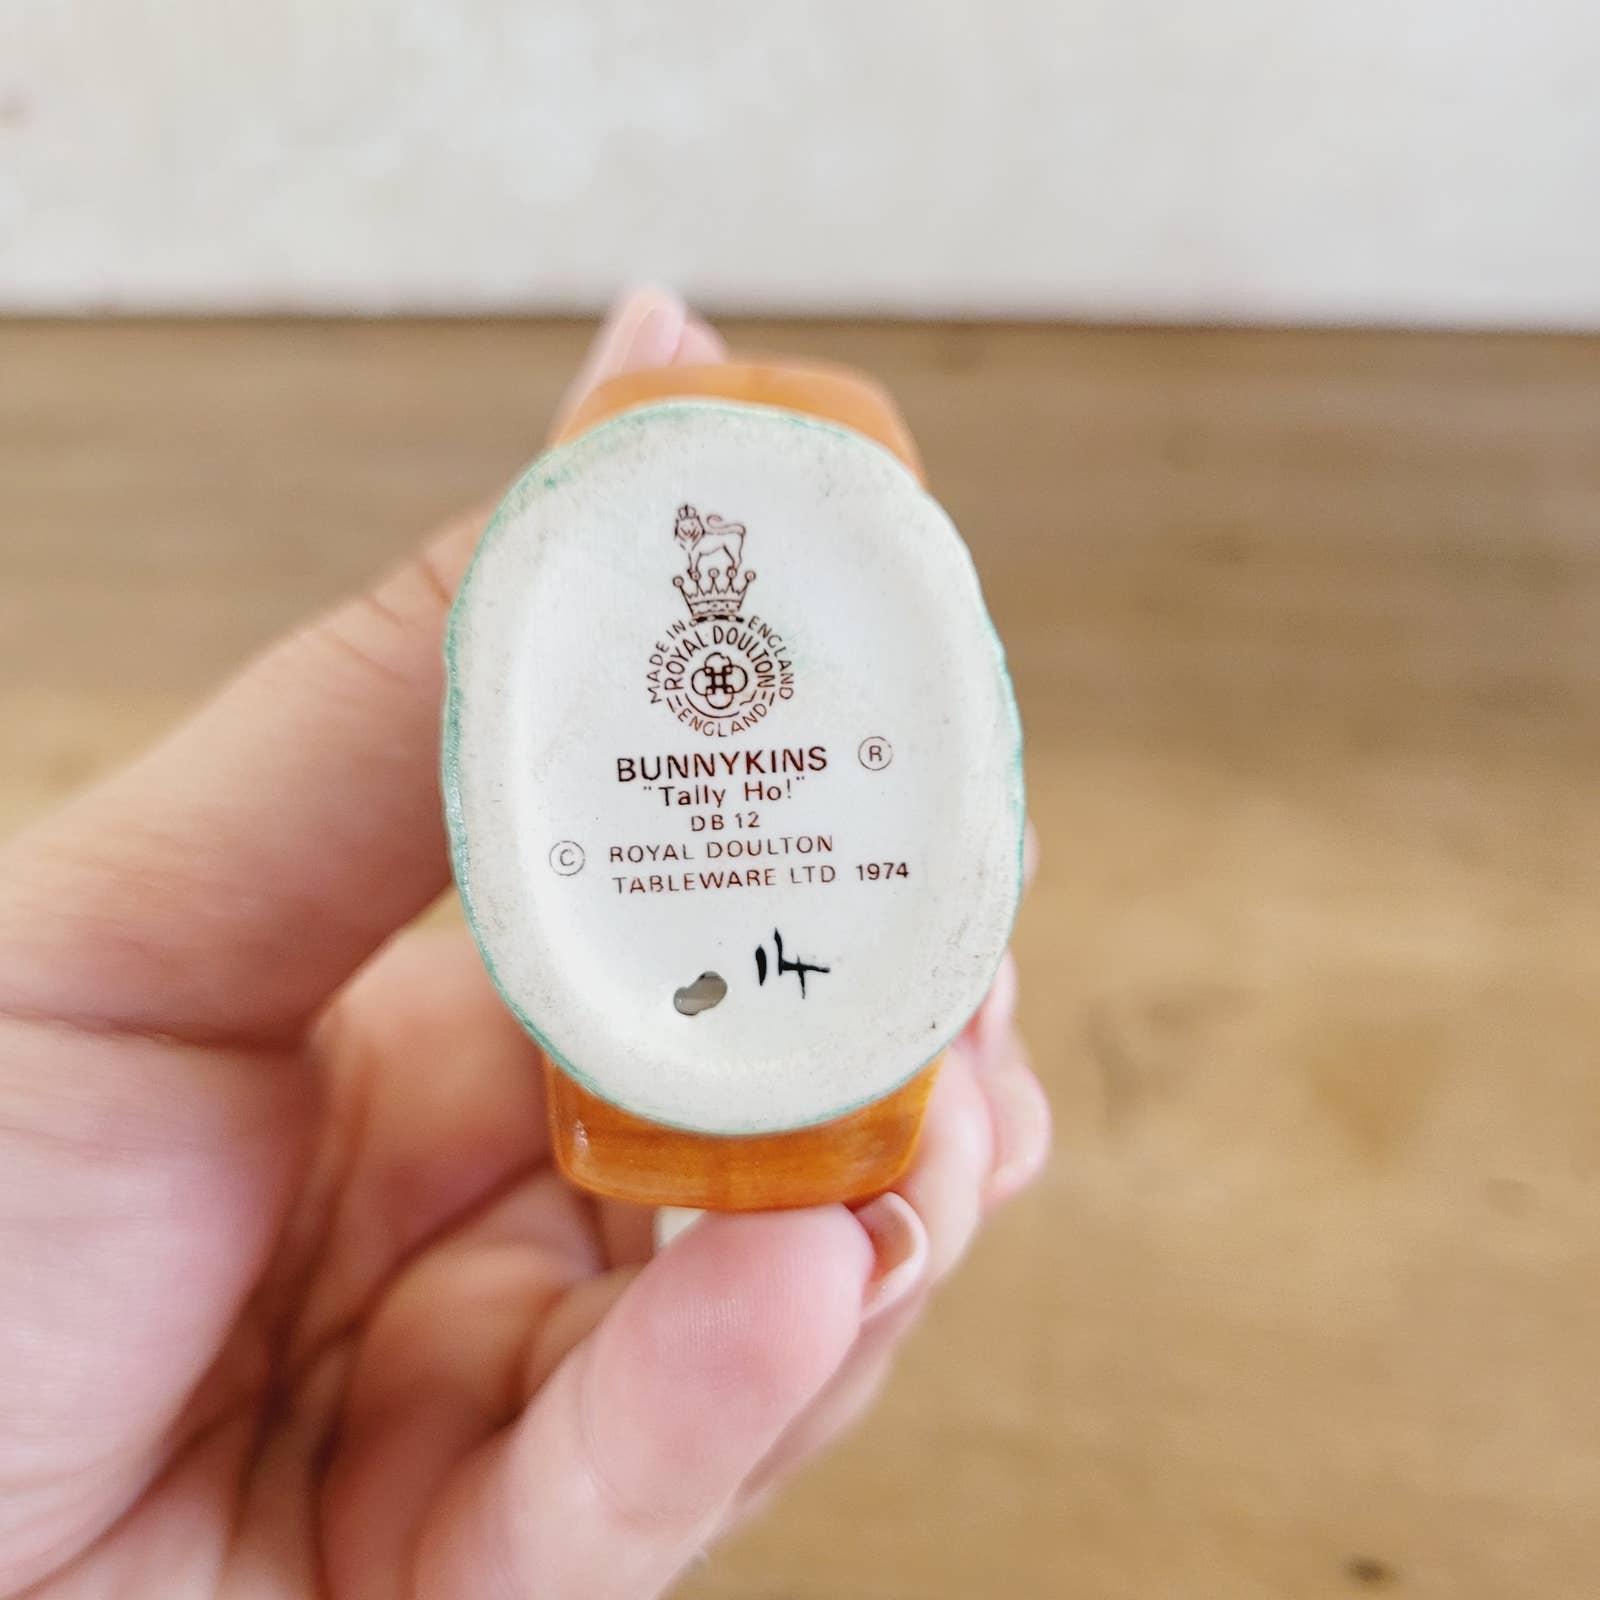 MADE IN ENGLAND
ROYAL DOULTON
ENGLAND
BUNNYKINS ®
"Tally Ho!"
DB 12
© ROYAL DOULTON
TABLEWARE LTD 1974
14